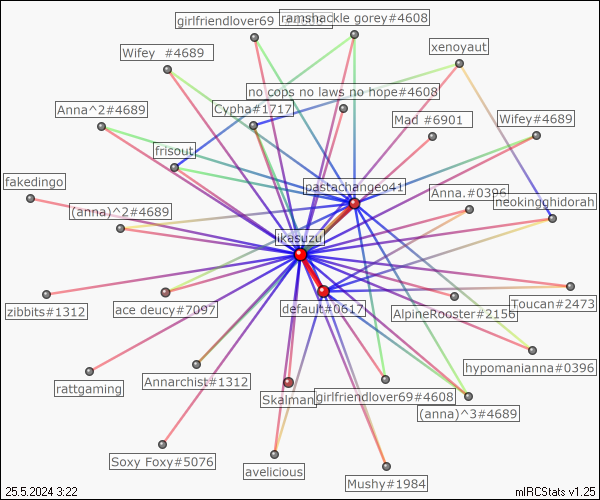 girlfriendlover69
ramshackle gorey#4608
Wifey #4689
xenoyaut
no cops no laws no hope#4608
Anna^2#4689
Cypha#1717
Mad #6901
Wifey#4689
frisout
fakedingo
pastachangeo41
Anna.#0396
neokingghidorah
(anna)^2#4689
ikasuzu
zibbits#1312
ace deucy#7097
default#0617
AlpineRooster#2156
Toucan#2473
rattgaming
Annarchist#1312
Skalman
girlfriendlover69#4608
hypomanianna#0396
(anna)^3#4689
Soxy Foxy#5076
avelicious
Mushy#1984
25.5.2024 3:22
mIRCStats v1.25